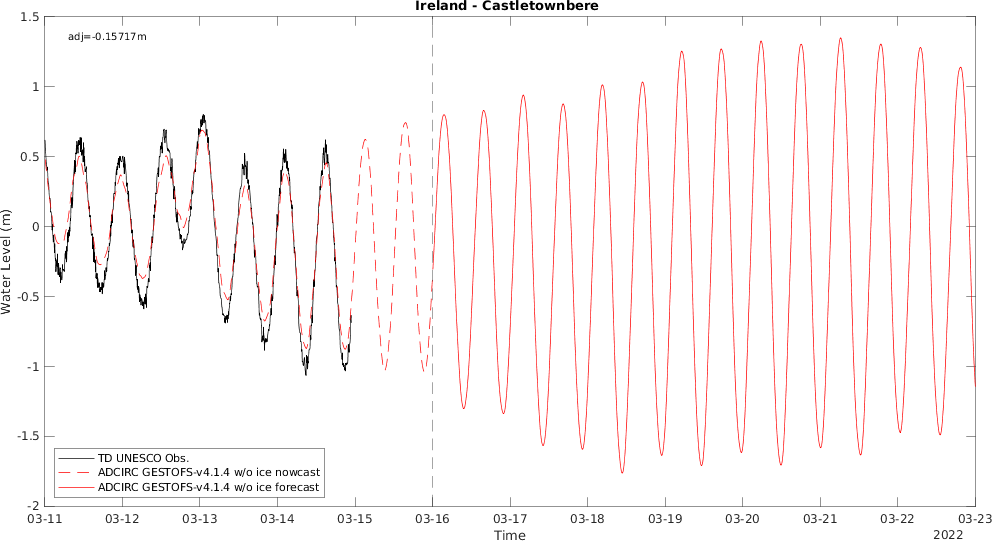 Ireland - Castletownbere
adj=-0.15717m
1.5
1
0.5
0
-0.5
-1
-1.5
-2
Water Level (m)
TD UNESCO Obs.
ADCIRC GESTOFS-v4.1.4 w/o ice nowcast
ADCIRC GESTOFS-v4.1.4 w/o ice forecast
03-11 03-12 03-13 03-14 03-15 03-16 03-17 03-18 03-19 03-20 03-21 03-22 03-23
Time
2022